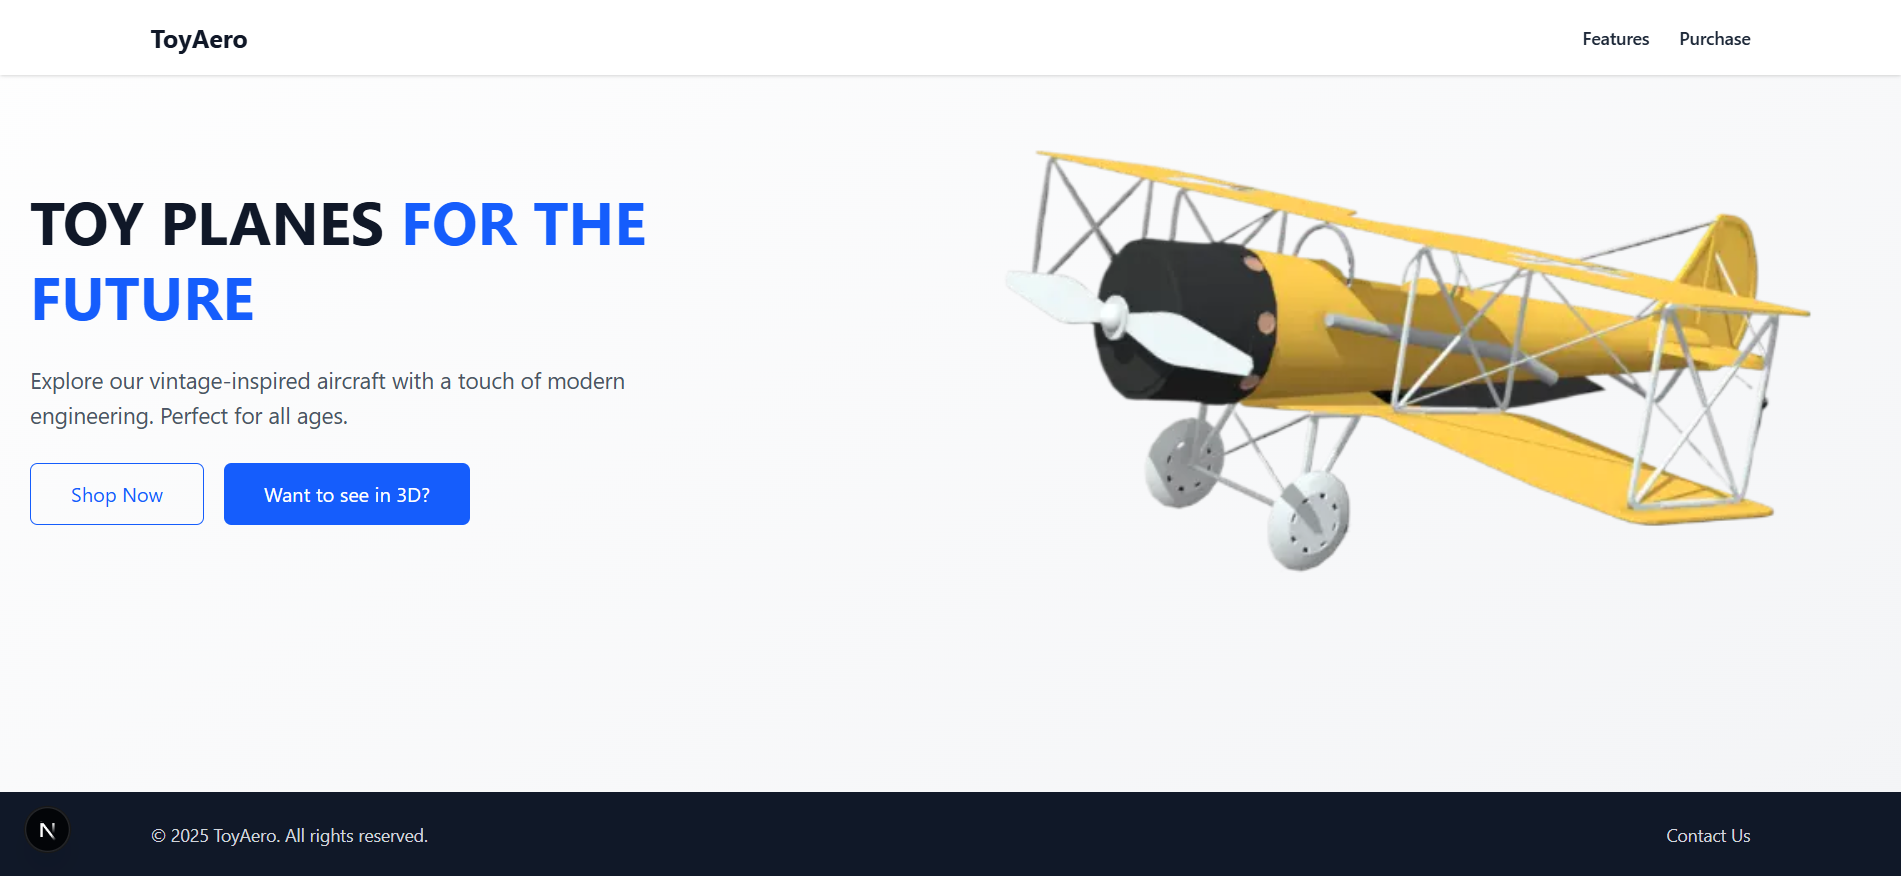 ToyAero
Features
Purchase
TOY PLANES FOR THE
FUTURE
Explore our vintage-inspired aircraft with a touch of modern
engineering. Perfect for all ages.
Shop Now
Want to see in 3D?
N
© 2025 ToyAero. All rights reserved.
Contact Us